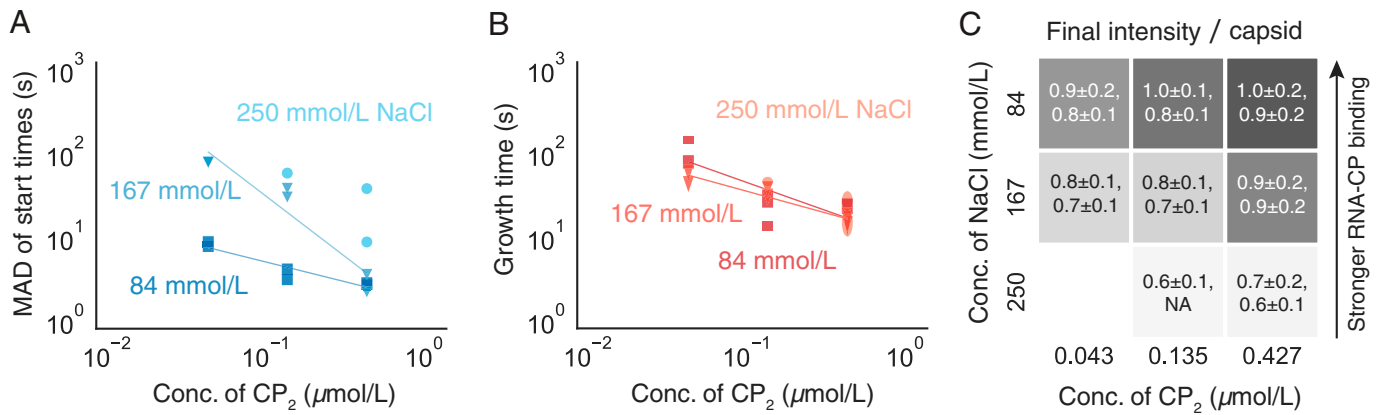 A
MAD of start times (s)
10³
10²
10¹
10⁰
250 mmol/L NaCl
167 mmol/L
84 mmol/L
10⁻²
10⁻¹
10⁰
Conc. of CP₂ (µmol/L)
B
Growth time (s)
10³
10²
10¹
10⁰
250 mmol/L NaCl
167 mmol/L
84 mmol/L
10⁻²
10⁻¹
10⁰
Conc. of CP₂ (µmol/L)
C
Final intensity / capsid
Conc. of NaCl (mmol/L)
84
0.9±0.2,
0.8±0.1
1.0±0.1,
0.8±0.1
1.0±0.2,
0.9±0.2
167
0.8±0.1,
0.7±0.1
0.8±0.1,
0.7±0.1
0.9±0.2,
0.9±0.2
250
0.6±0.1,
NA
0.7±0.2,
0.6±0.1
0.043
0.135
0.427
Conc. of CP₂ (µmol/L)
Stronger RNA-CP binding